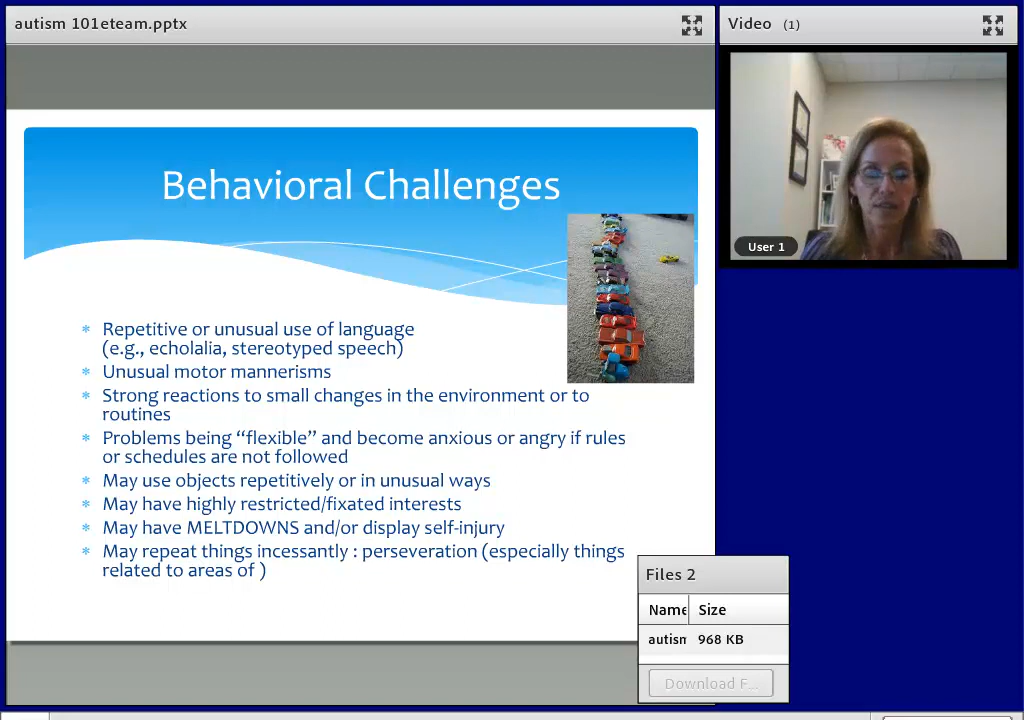 autism 101eteam.pptx
Video (1)
Behavioral Challenges
User 1
* Repetitive or unusual use of language
(e.g., echolalia, stereotyped speech)
* Unusual motor mannerisms
* Strong reactions to small changes in the environment or to
routines
* Problems being “flexible” and become anxious or angry if rules
or schedules are not followed
* May use objects repetitively or in unusual ways
* May have highly restricted/fixated interests
* May have MELTDOWNS and/or display self-injury
* May repeat things incessantly : perseveration (especially things
related to areas of )
Files 2
Name Size
autism 968 KB
Download F...